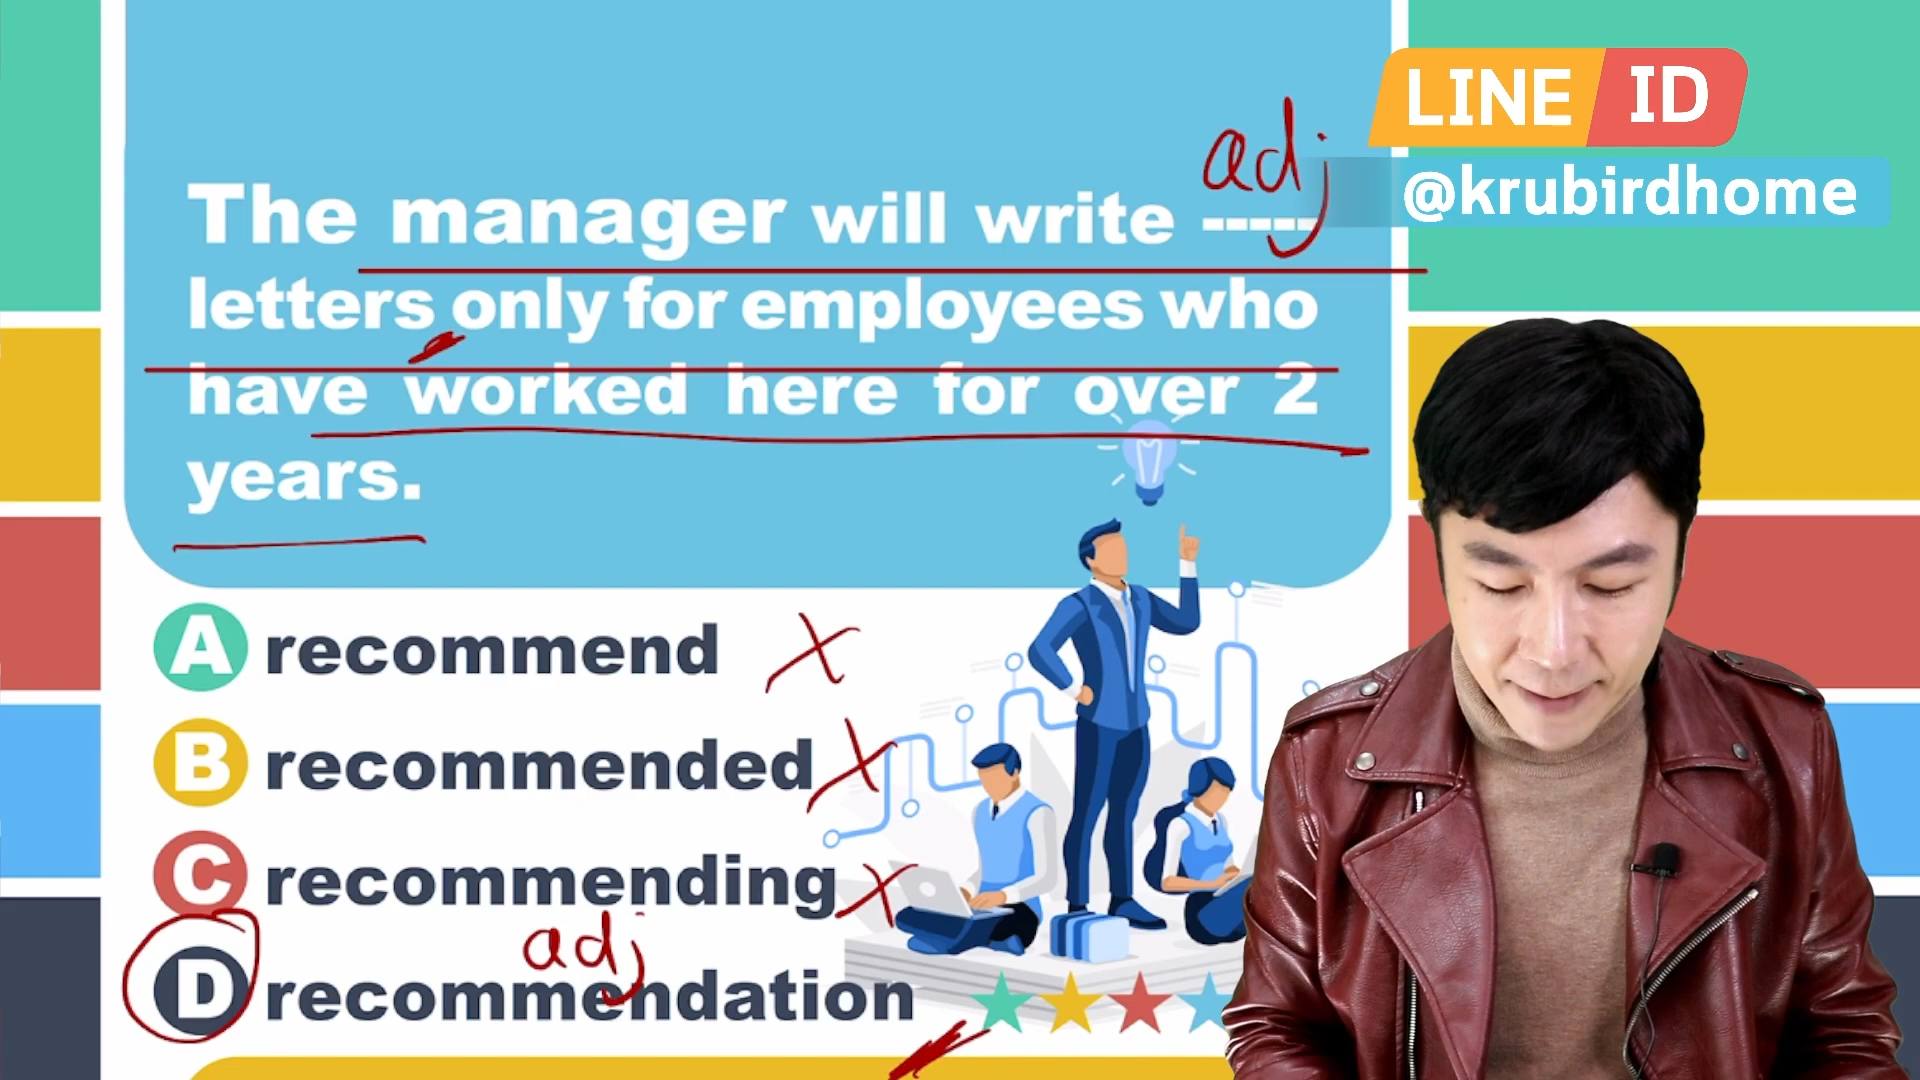 LINE ID
@krubirdhome
adj
The manager will write -----
letters only for employees who
have worked here for over 2
years.
A recommend X
B recommended X
C recommending X
adj
D recommendation